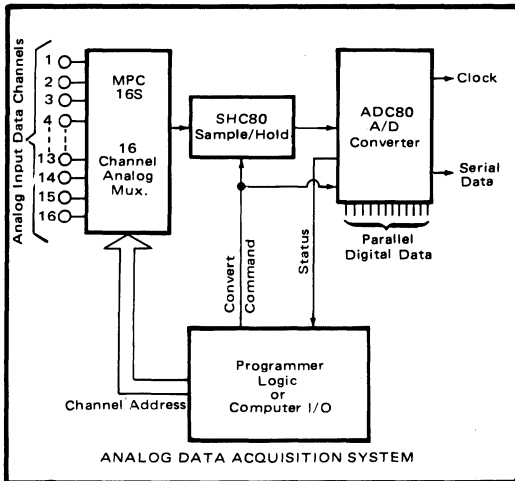 Analog Input Data Channels
1
2
3
4
13
14
15
16
MPC
16S
16
Channel
Analog
Mux.
SHC80
Sample/Hold
ADC80
A/D
Converter
Clock
Serial
Data
Parallel
Digital Data
Convert
Command
Status
Channel Address
Programmer
Logic
or
Computer I/O
ANALOG DATA ACQUISITION SYSTEM